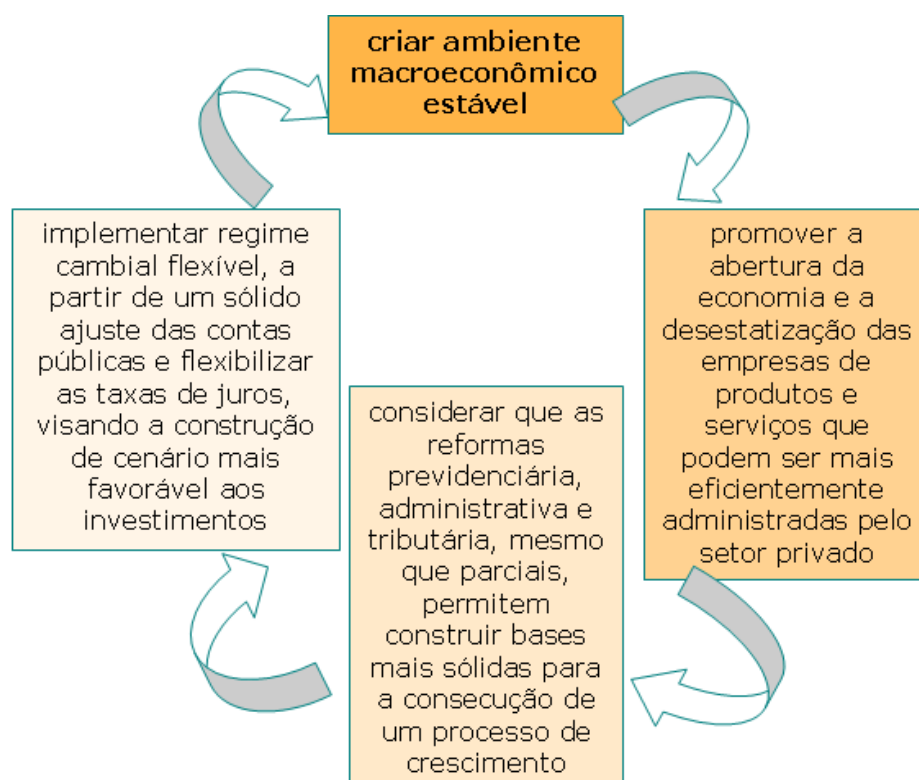 criar ambiente
macroeconômico
estável
promover a
abertura da
economia e a
desestatização das
empresas de
produtos e
serviços que
podem ser mais
eficientemente
administradas pelo
setor privado
considerar que as
reformas
previdenciária,
administrativa e
tributária, mesmo
que parciais,
permitem
construir bases
mais sólidas para
a consecução de
um processo de
crescimento
implementar regime
cambial flexível, a
partir de um sólido
ajuste das contas
públicas e flexibilizar
as taxas de juros,
visando a construção
de cenário mais
favorável aos
investimentos